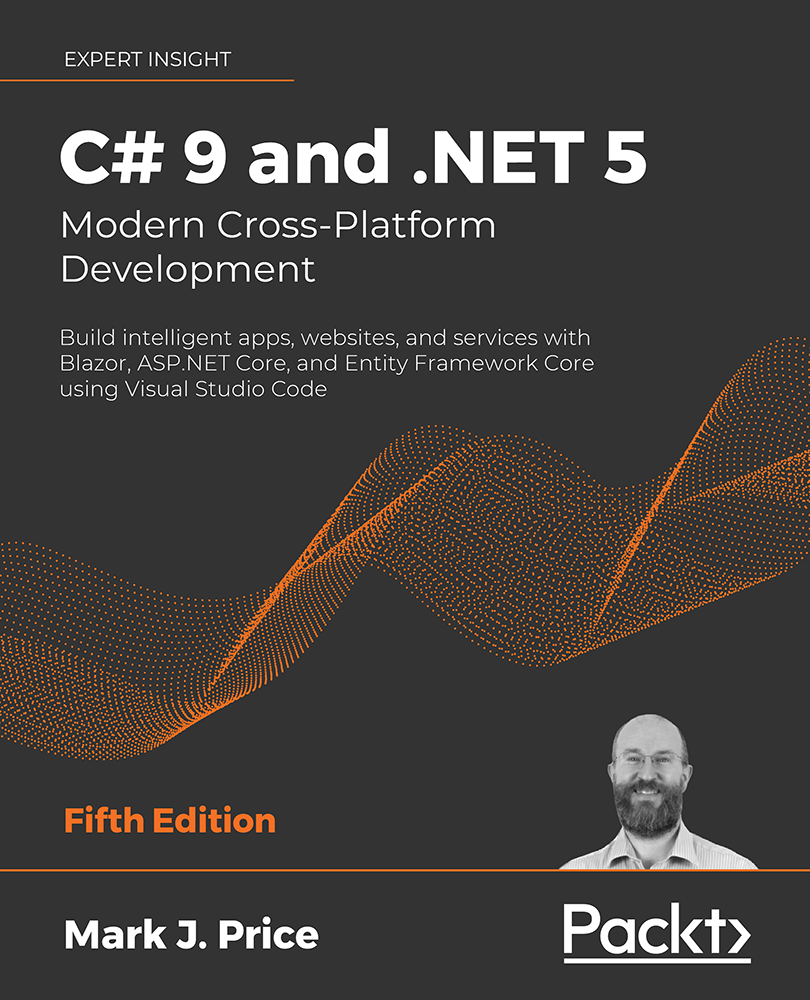 EXPERT INSIGHT
C# 9 and .NET 5
Modern Cross-Platform
Development
Build intelligent apps, websites, and services with
Blazor, ASP.NET Core, and Entity Framework Core
using Visual Studio Code
Fifth Edition
Mark J. Price
Packt>